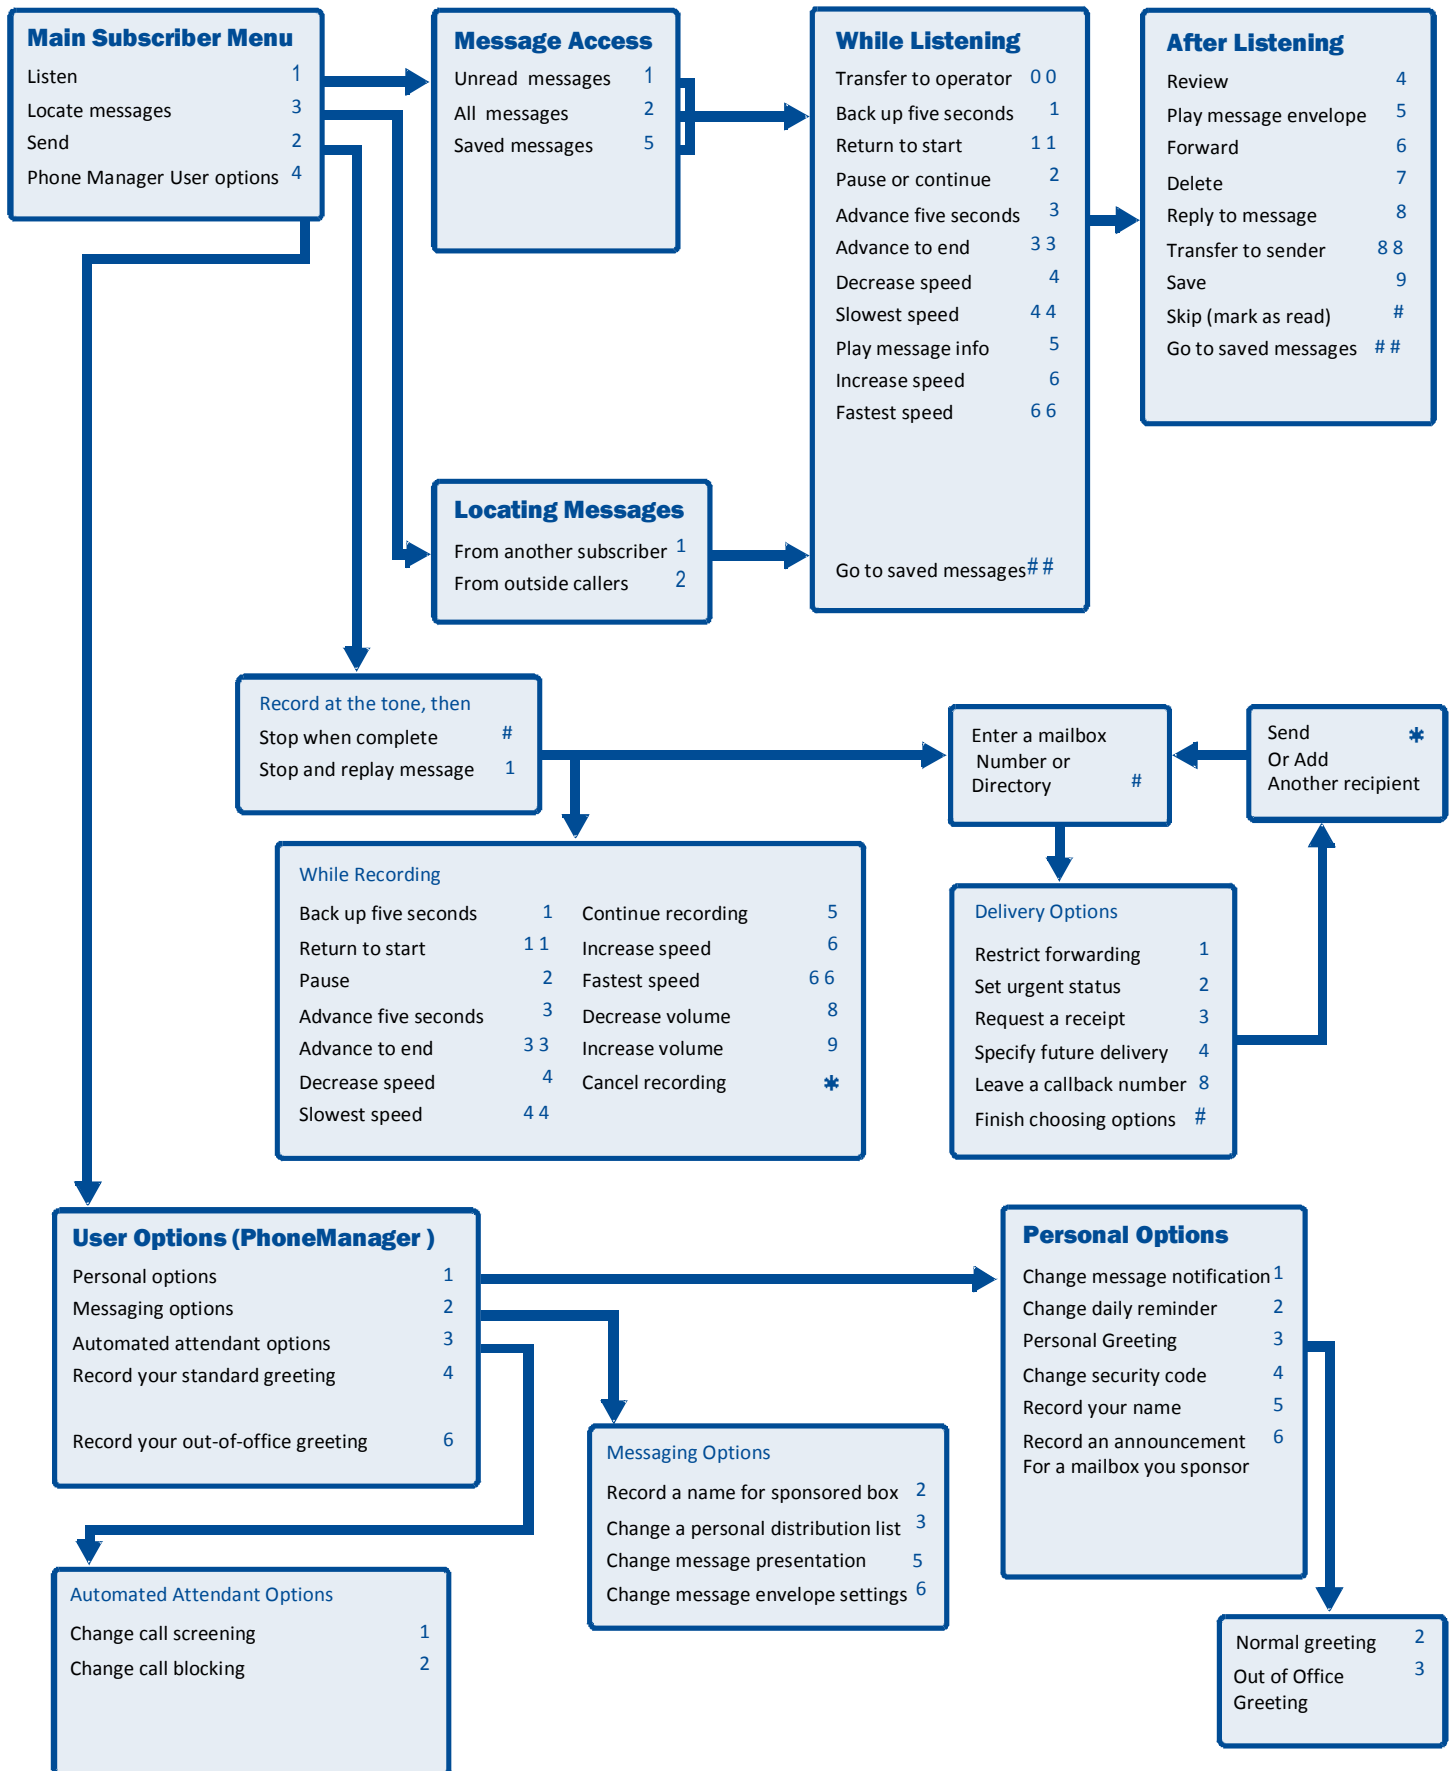 Main Subscriber Menu
Listen 1
Locate messages 3
Send 2
Phone Manager User options 4
Message Access
Unread messages 1
All messages 2
Saved messages 5
While Listening
Transfer to operator 0 0
Back up five seconds 1
Return to start 1 1
Pause or continue 2
Advance five seconds 3
Advance to end 3 3
Decrease speed 4
Slowest speed 4 4
Play message info 5
Increase speed 6
Fastest speed 6 6
Go to saved messages # #
After Listening
Review 4
Play message envelope 5
Forward 6
Delete 7
Reply to message 8
Transfer to sender 8 8
Save 9
Skip (mark as read) #
Go to saved messages # #
Locating Messages
From another subscriber 1
From outside callers 2
Record at the tone, then
Stop when complete #
Stop and replay message 1
Enter a mailbox
Number or
Directory #
Send *
Or Add
Another recipient
While Recording
Back up five seconds 1
Return to start 1 1
Pause 2
Advance five seconds 3
Advance to end 3 3
Decrease speed 4
Slowest speed 4 4
Continue recording 5
Increase speed 6
Fastest speed 6 6
Decrease volume 8
Increase volume 9
Cancel recording *
Delivery Options
Restrict forwarding 1
Set urgent status 2
Request a receipt 3
Specify future delivery 4
Leave a callback number 8
Finish choosing options #
User Options (PhoneManager )
Personal options 1
Messaging options 2
Automated attendant options 3
Record your standard greeting 4
Record your out-of-office greeting 6
Personal Options
Change message notification 1
Change daily reminder 2
Personal Greeting 3
Change security code 4
Record your name 5
Record an announcement 6
For a mailbox you sponsor
Messaging Options
Record a name for sponsored box 2
Change a personal distribution list 3
Change message presentation 5
Change message envelope settings 6
Automated Attendant Options
Change call screening 1
Change call blocking 2
Normal greeting 2
Out of Office 3
Greeting